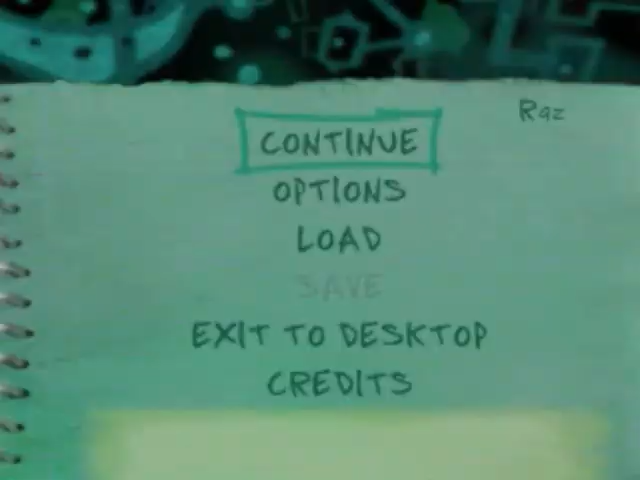 Raz
CONTINUE
OPTIONS
LOAD
SAVE
EXIT TO DESKTOP
CREDITS